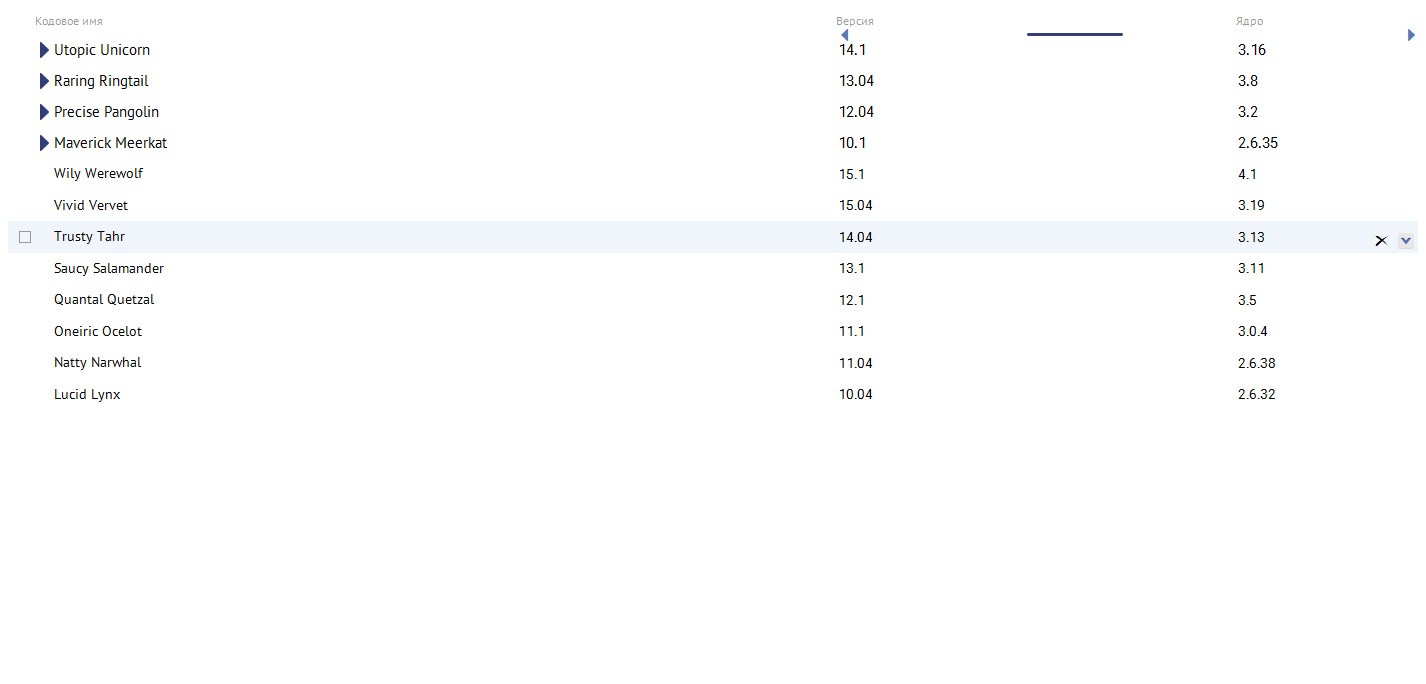 Кодовое имя Версия Ядро
Utopic Unicorn 14.1 3.16
Raring Ringtail 13.04 3.8
Precise Pangolin 12.04 3.2
Maverick Meerkat 10.1 2.6.35
Wily Werewolf 15.1 4.1
Vivid Vervet 15.04 3.19
Trusty Tahr 14.04 3.13
Saucy Salamander 13.1 3.11
Quantal Quetzal 12.1 3.5
Oneiric Ocelot 11.1 3.0.4
Natty Narwhal 11.04 2.6.38
Lucid Lynx 10.04 2.6.32